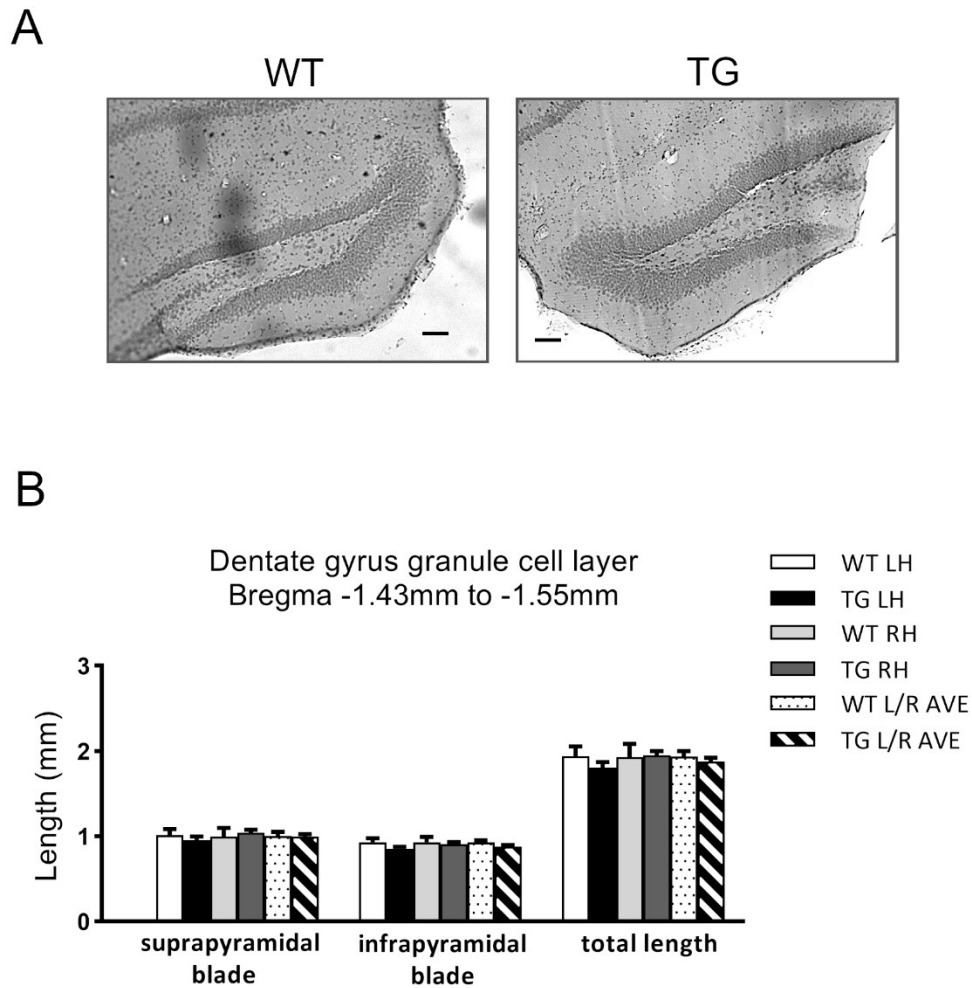 A
WT
TG
B
Dentate gyrus granule cell layer
Bregma -1.43mm to -1.55mm
WT LH
TG LH
WT RH
TG RH
WT L/R AVE
TG L/R AVE
Length (mm)
3
2
1
0
suprapyramidal
blade
infrapyramidal
blade
total length